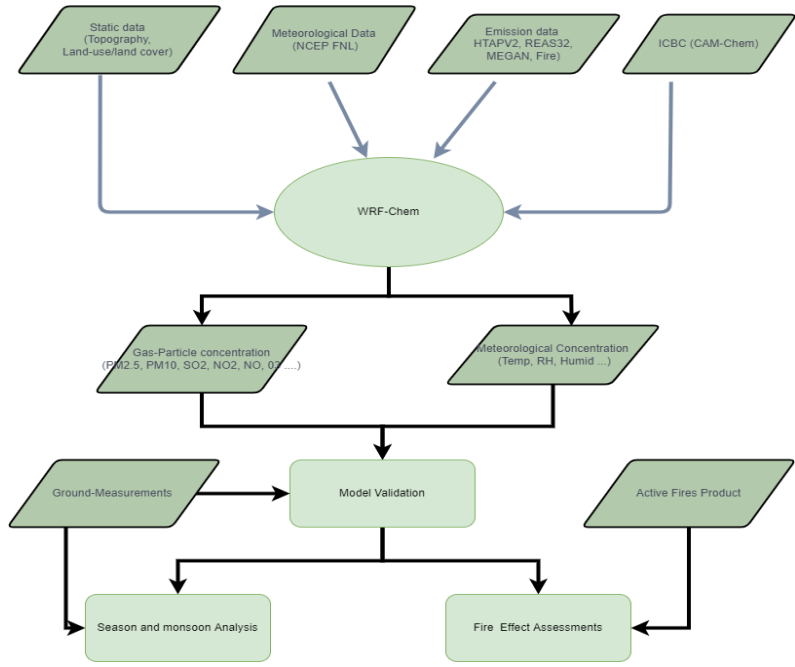 Static data
(Topography,
Land-use/land cover)
Meteorological Data
(NCEP FNL)
Emission data
HTAPV2, REAS32,
MEGAN, Fire)
ICBC (CAM-Chem)
WRF-Chem
Gas-Particle concentration
(PM2.5, PM10, SO2, NO2, NO, 03 ....)
Meteorological Concentration
(Temp, RH, Humid ...)
Ground-Measurements
Model Validation
Active Fires Product
Season and monsoon Analysis
Fire Effect Assessments